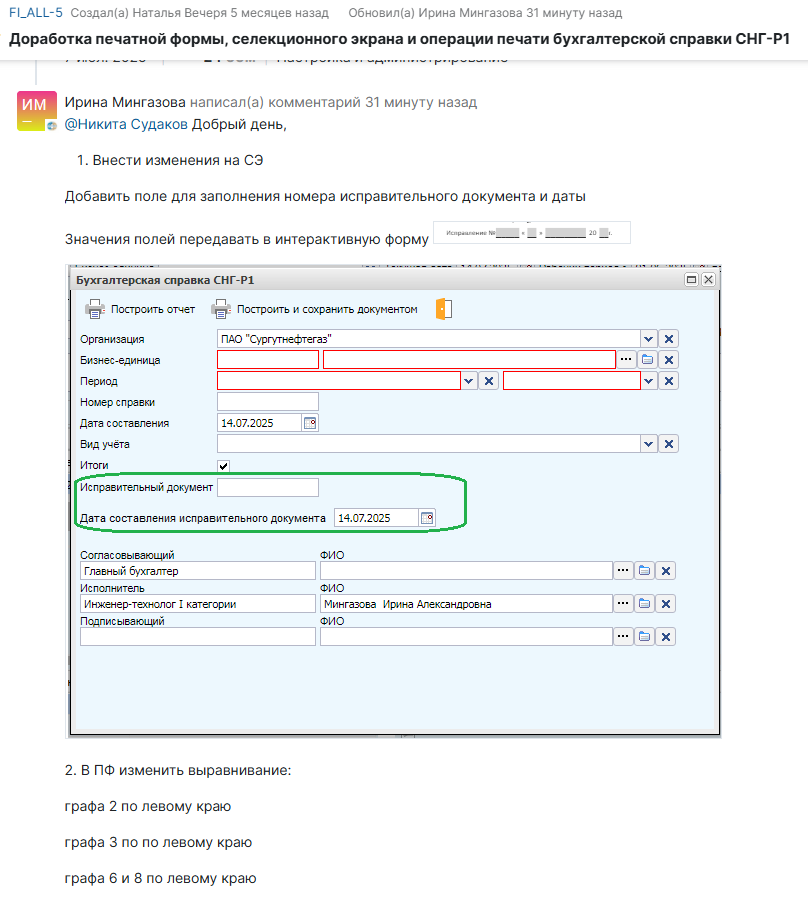 FI_ALL-5 Создал(а) Наталья Вечеря 5 месяцев назад Обновил(а) Ирина Мингазова 31 минуту назад
Доработка печатной формы, селекционного экрана и операции печати бухгалтерской справки СНГ-Р1
ИМ
Ирина Мингазова написал(а) комментарий 31 минуту назад
@Никита Судаков Добрый день,
1. Внести изменения на СЭ
Добавить поле для заполнения номера исправительного документа и даты
Значения полей передавать в интерактивную форму Исправление № « » 20 г.
Бухгалтерская справка СНГ-Р1
Построить отчет Построить и сохранить документом
Организация ПАО "Сургутнефтегаз"
Бизнес-единица
Период
Номер справки
Дата составления 14.07.2025
Вид учёта
Итоги
Исправительный документ
Дата составления исправительного документа 14.07.2025
Согласовывающий ФИО
Главный бухгалтер
Исполнитель ФИО
Инженер-технолог I категории Мингазова Ирина Александровна
Подписывающий ФИО
2. В ПФ изменить выравнивание:
графа 2 по левому краю
графа 3 по по левому краю
графа 6 и 8 по левому краю